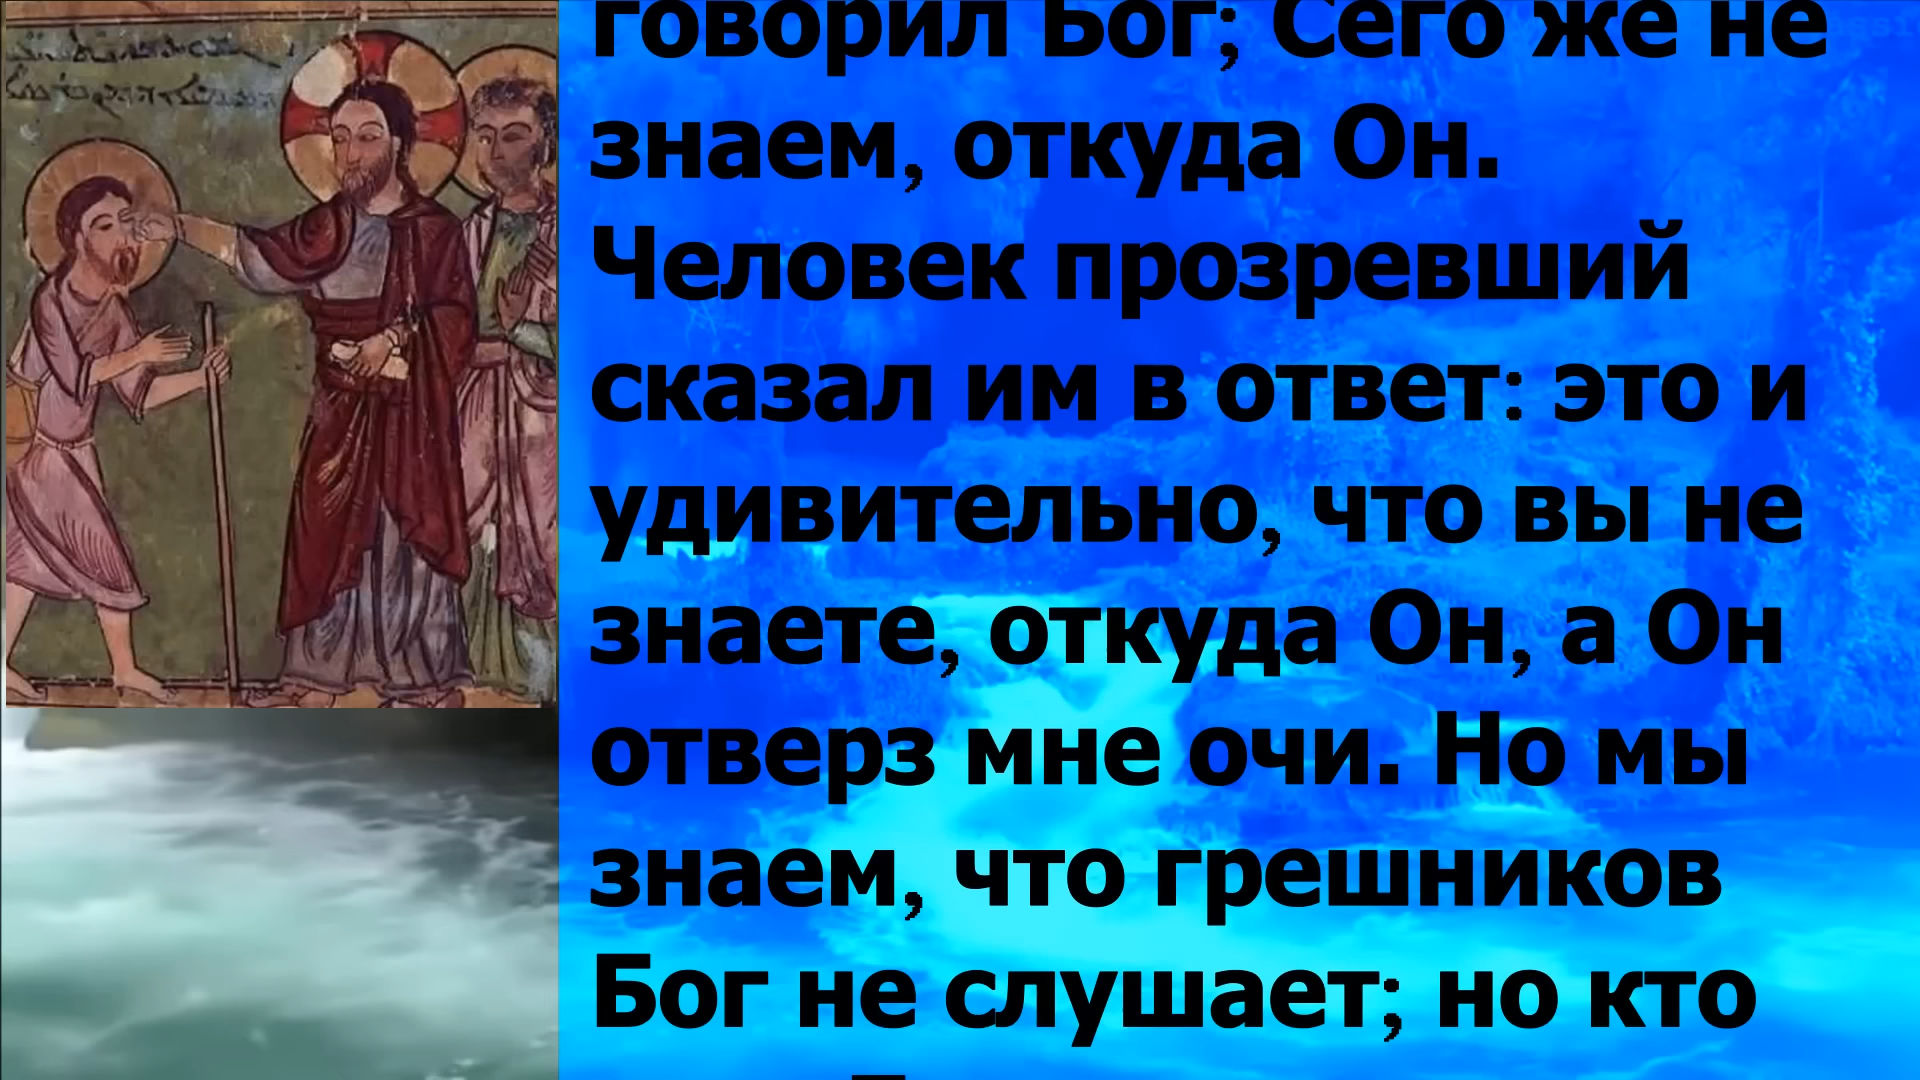 говорил Бог; Сего же не
знаем, откуда Он.
Человек прозревший
сказал им в ответ: это и
удивительно, что вы не
знаете, откуда Он, а Он
отверз мне очи. Но мы
знаем, что грешников
Бог не слушает; но кто